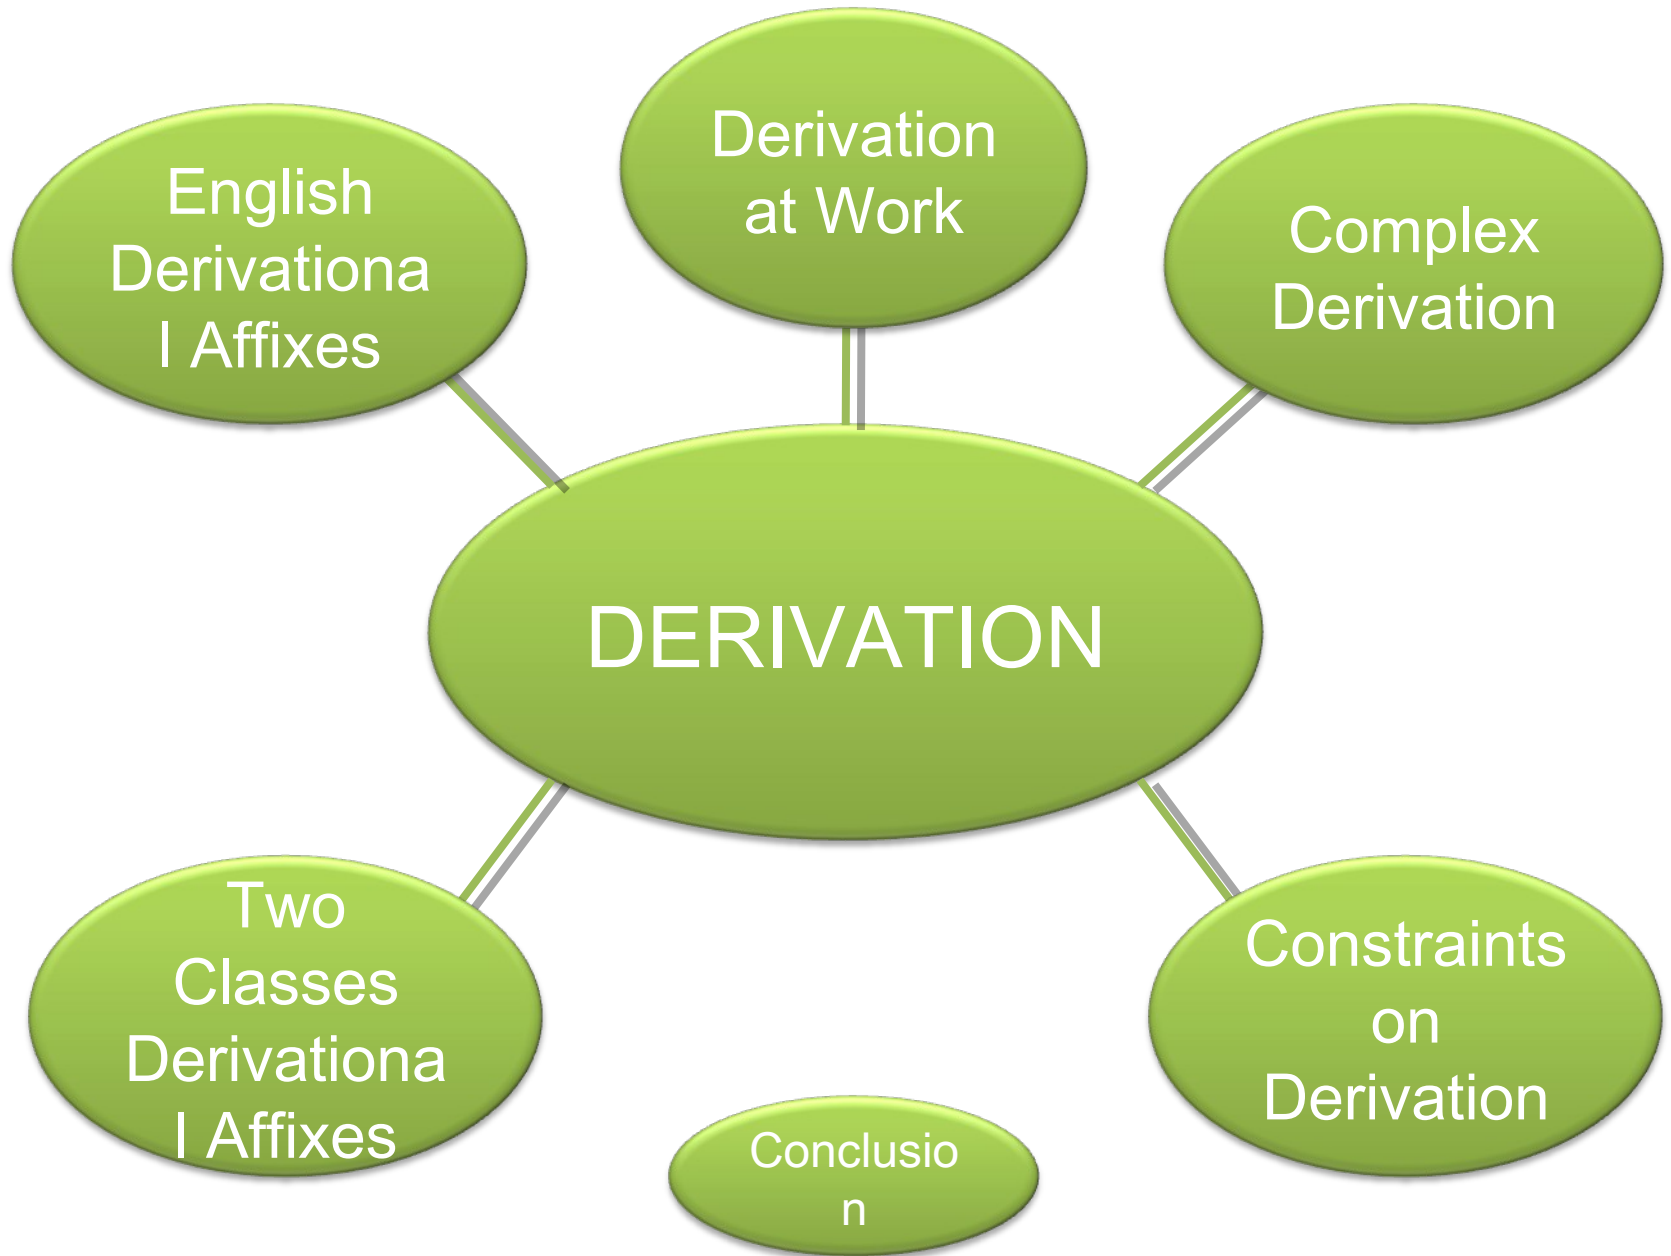 English
Derivationa
l Affixes
Derivation
at Work
Complex
Derivation
DERIVATION
Two
Classes
Derivationa
l Affixes
Constraints
on
Derivation
Conclusio
n